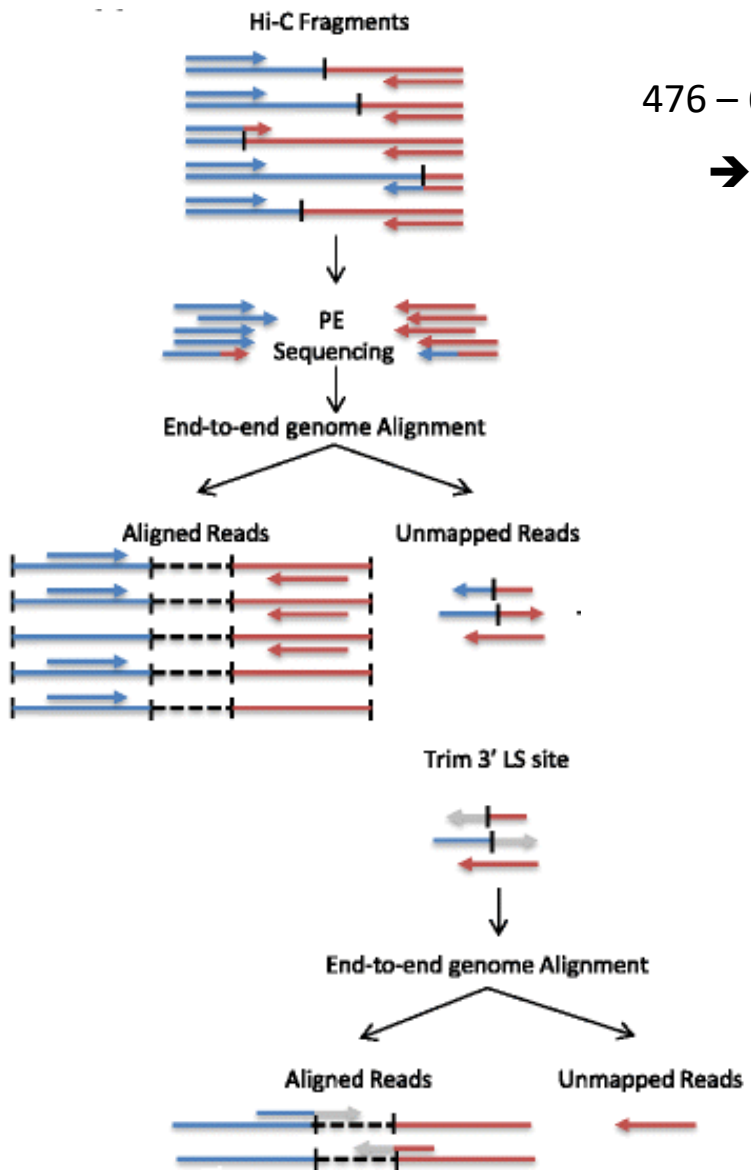 Hi-C Fragments
476 –
PE
Sequencing
End-to-end genome Alignment
Aligned Reads
Unmapped Reads
Trim 3' LS site
End-to-end genome Alignment
Aligned Reads
Unmapped Reads